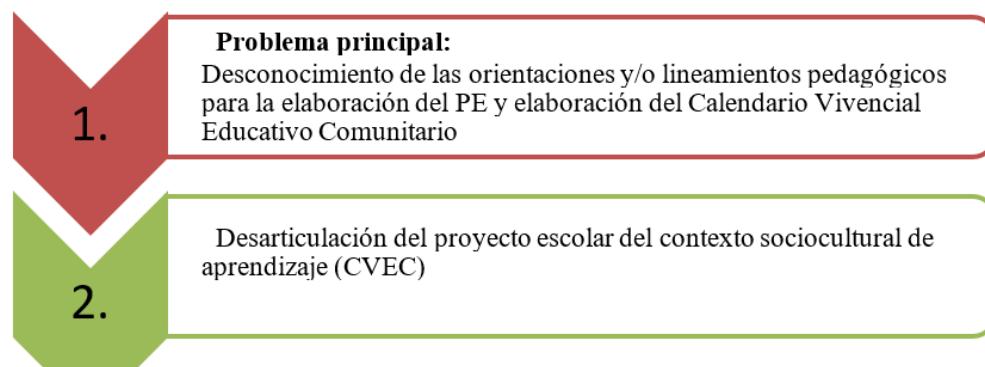 Problema principal:
Desconocimiento de las orientaciones y/o lineamientos pedagógicos
para la elaboración del PE y elaboración del Calendario Vivencial
Educativo Comunitario
1.
Desarticulación del proyecto escolar del contexto sociocultural de
aprendizaje (CVEC)
2.